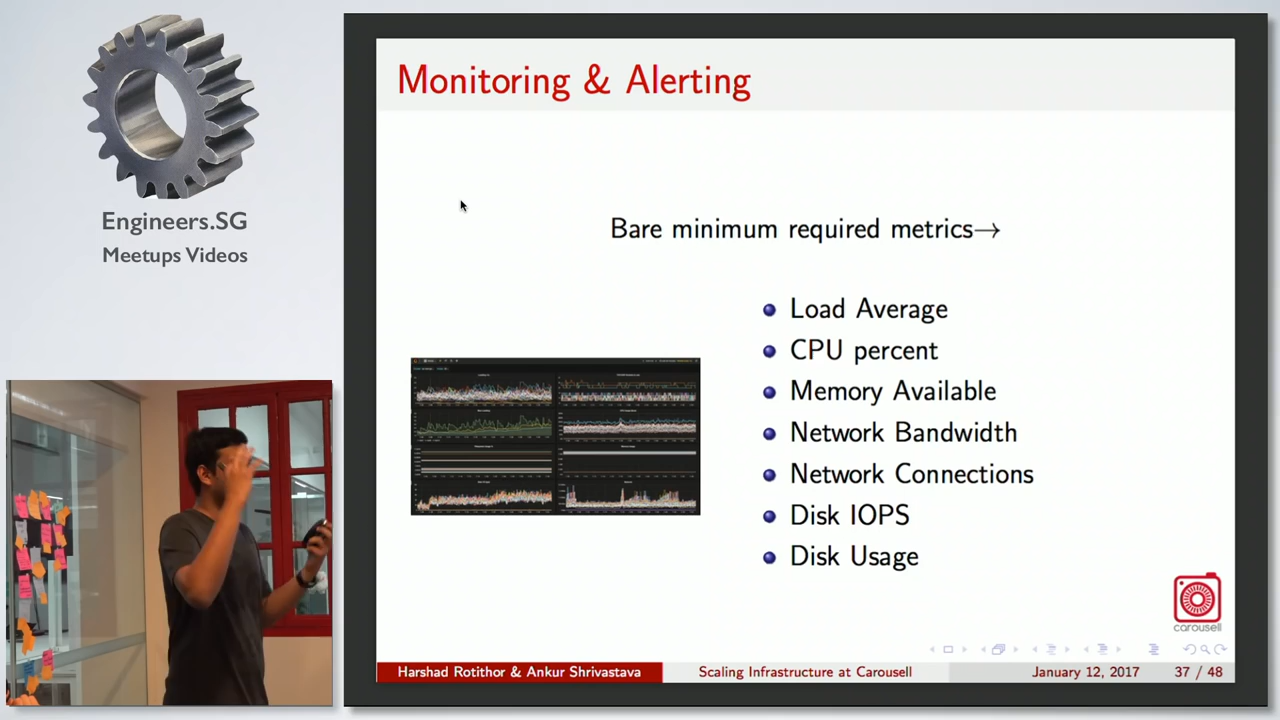 Engineers.SG
Meetups Videos
Monitoring & Alerting
Bare minimum required metrics→
Load Average
CPU percent
Memory Available
Network Bandwidth
Network Connections
Disk IOPS
Disk Usage
carousell
Harshad Rotithor & Ankur Shrivastava Scaling Infrastructure at Carousell January 12, 2017 37 / 48